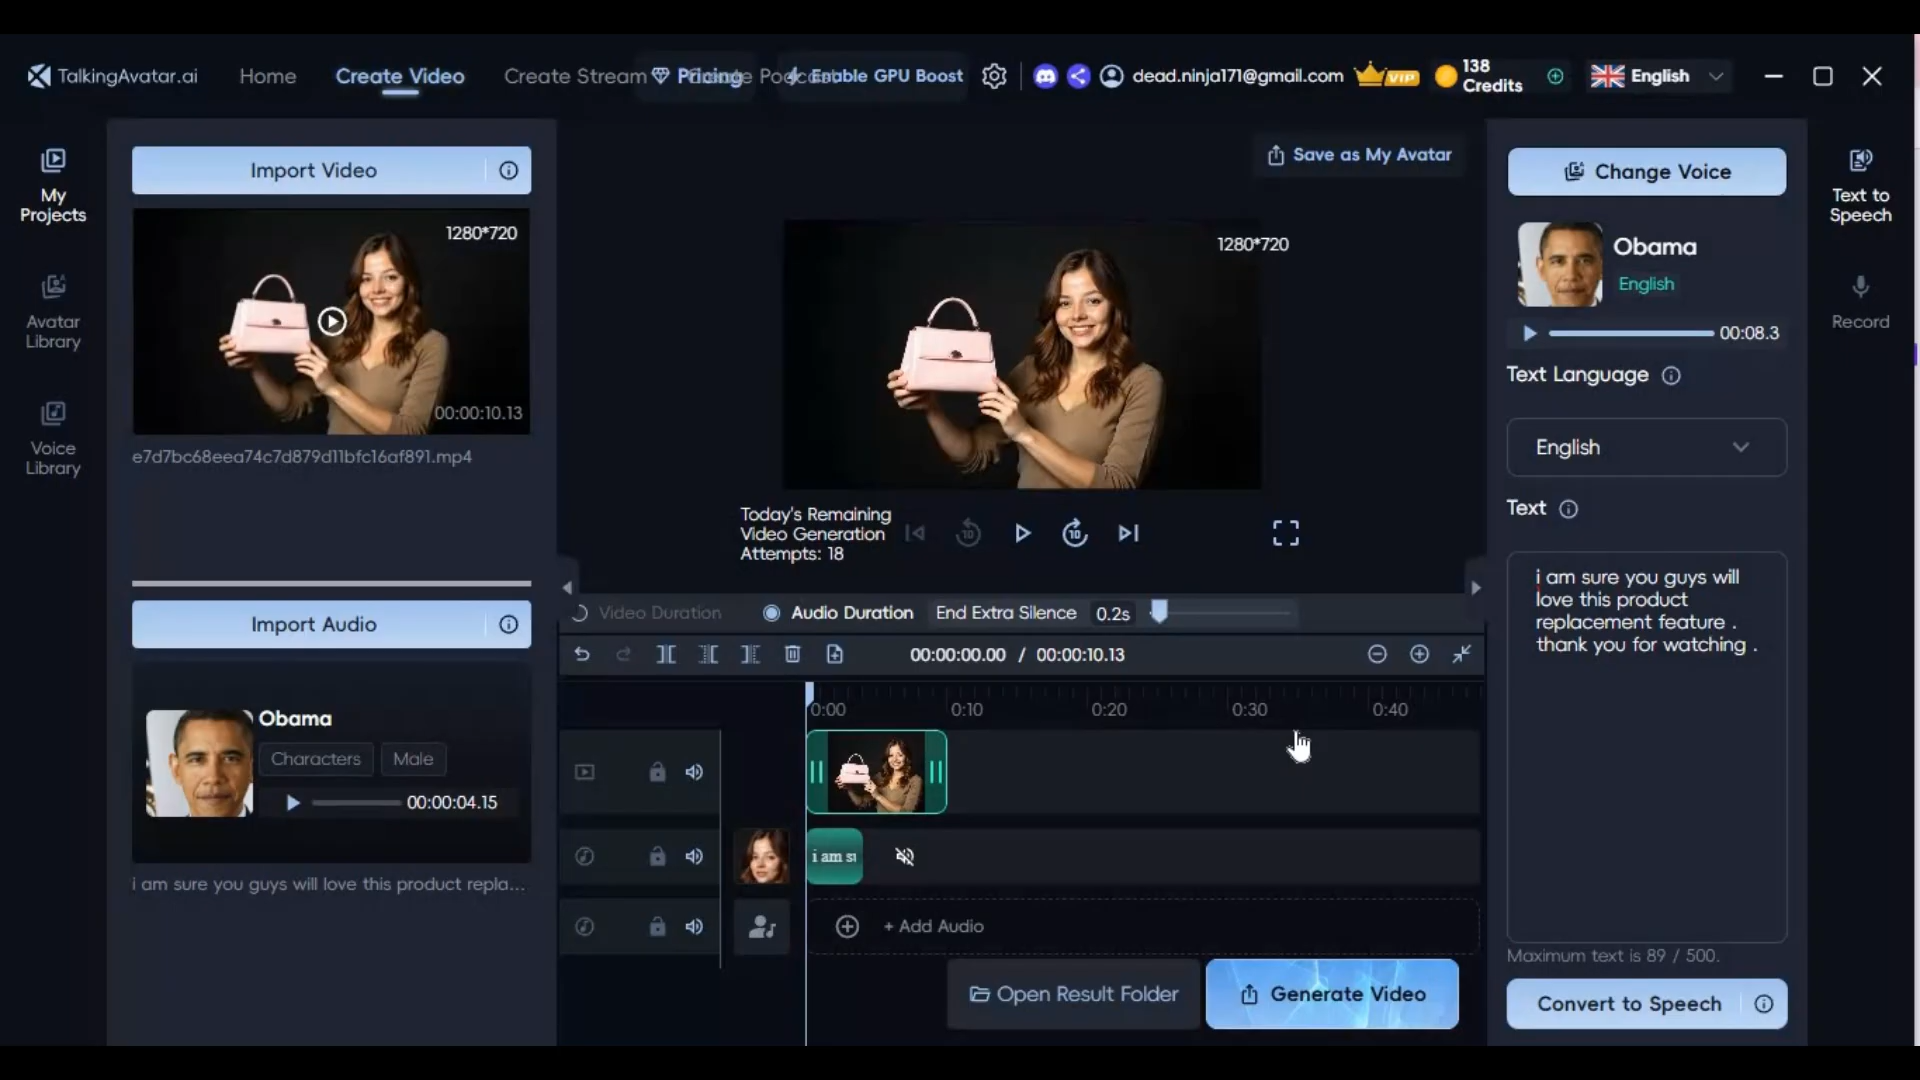 TalkingAvatar.ai
Home
Create Video
Create Stream
Pricing
Enable GPU Boost
dead.ninja171@gmail.com
VIP
138
Credits
English
My
Projects
Avatar
Library
Voice
Library
Import Video
1280*720
00:00:10.13
e7d7bc68eea74c7d879d11bfc16af891.mp4
Import Audio
Obama
Characters
Male
00:00:04.15
i am sure you guys will love this product repla...
Save as My Avatar
1280*720
Today's Remaining
Video Generation
Attempts: 18
10
10
Video Duration
Audio Duration
End Extra Silence
0.2s
00:00:00.00 / 00:00:10.13
0:00
0:10
0:20
0:30
0:40
i am su
+ Add Audio
Open Result Folder
Generate Video
Change Voice
Obama
English
00:08.3
Text Language
English
Text
i am sure you guys will
love this product
replacement feature .
thank you for watching .
Maximum text is 89 / 500.
Convert to Speech
Text to
Speech
Record